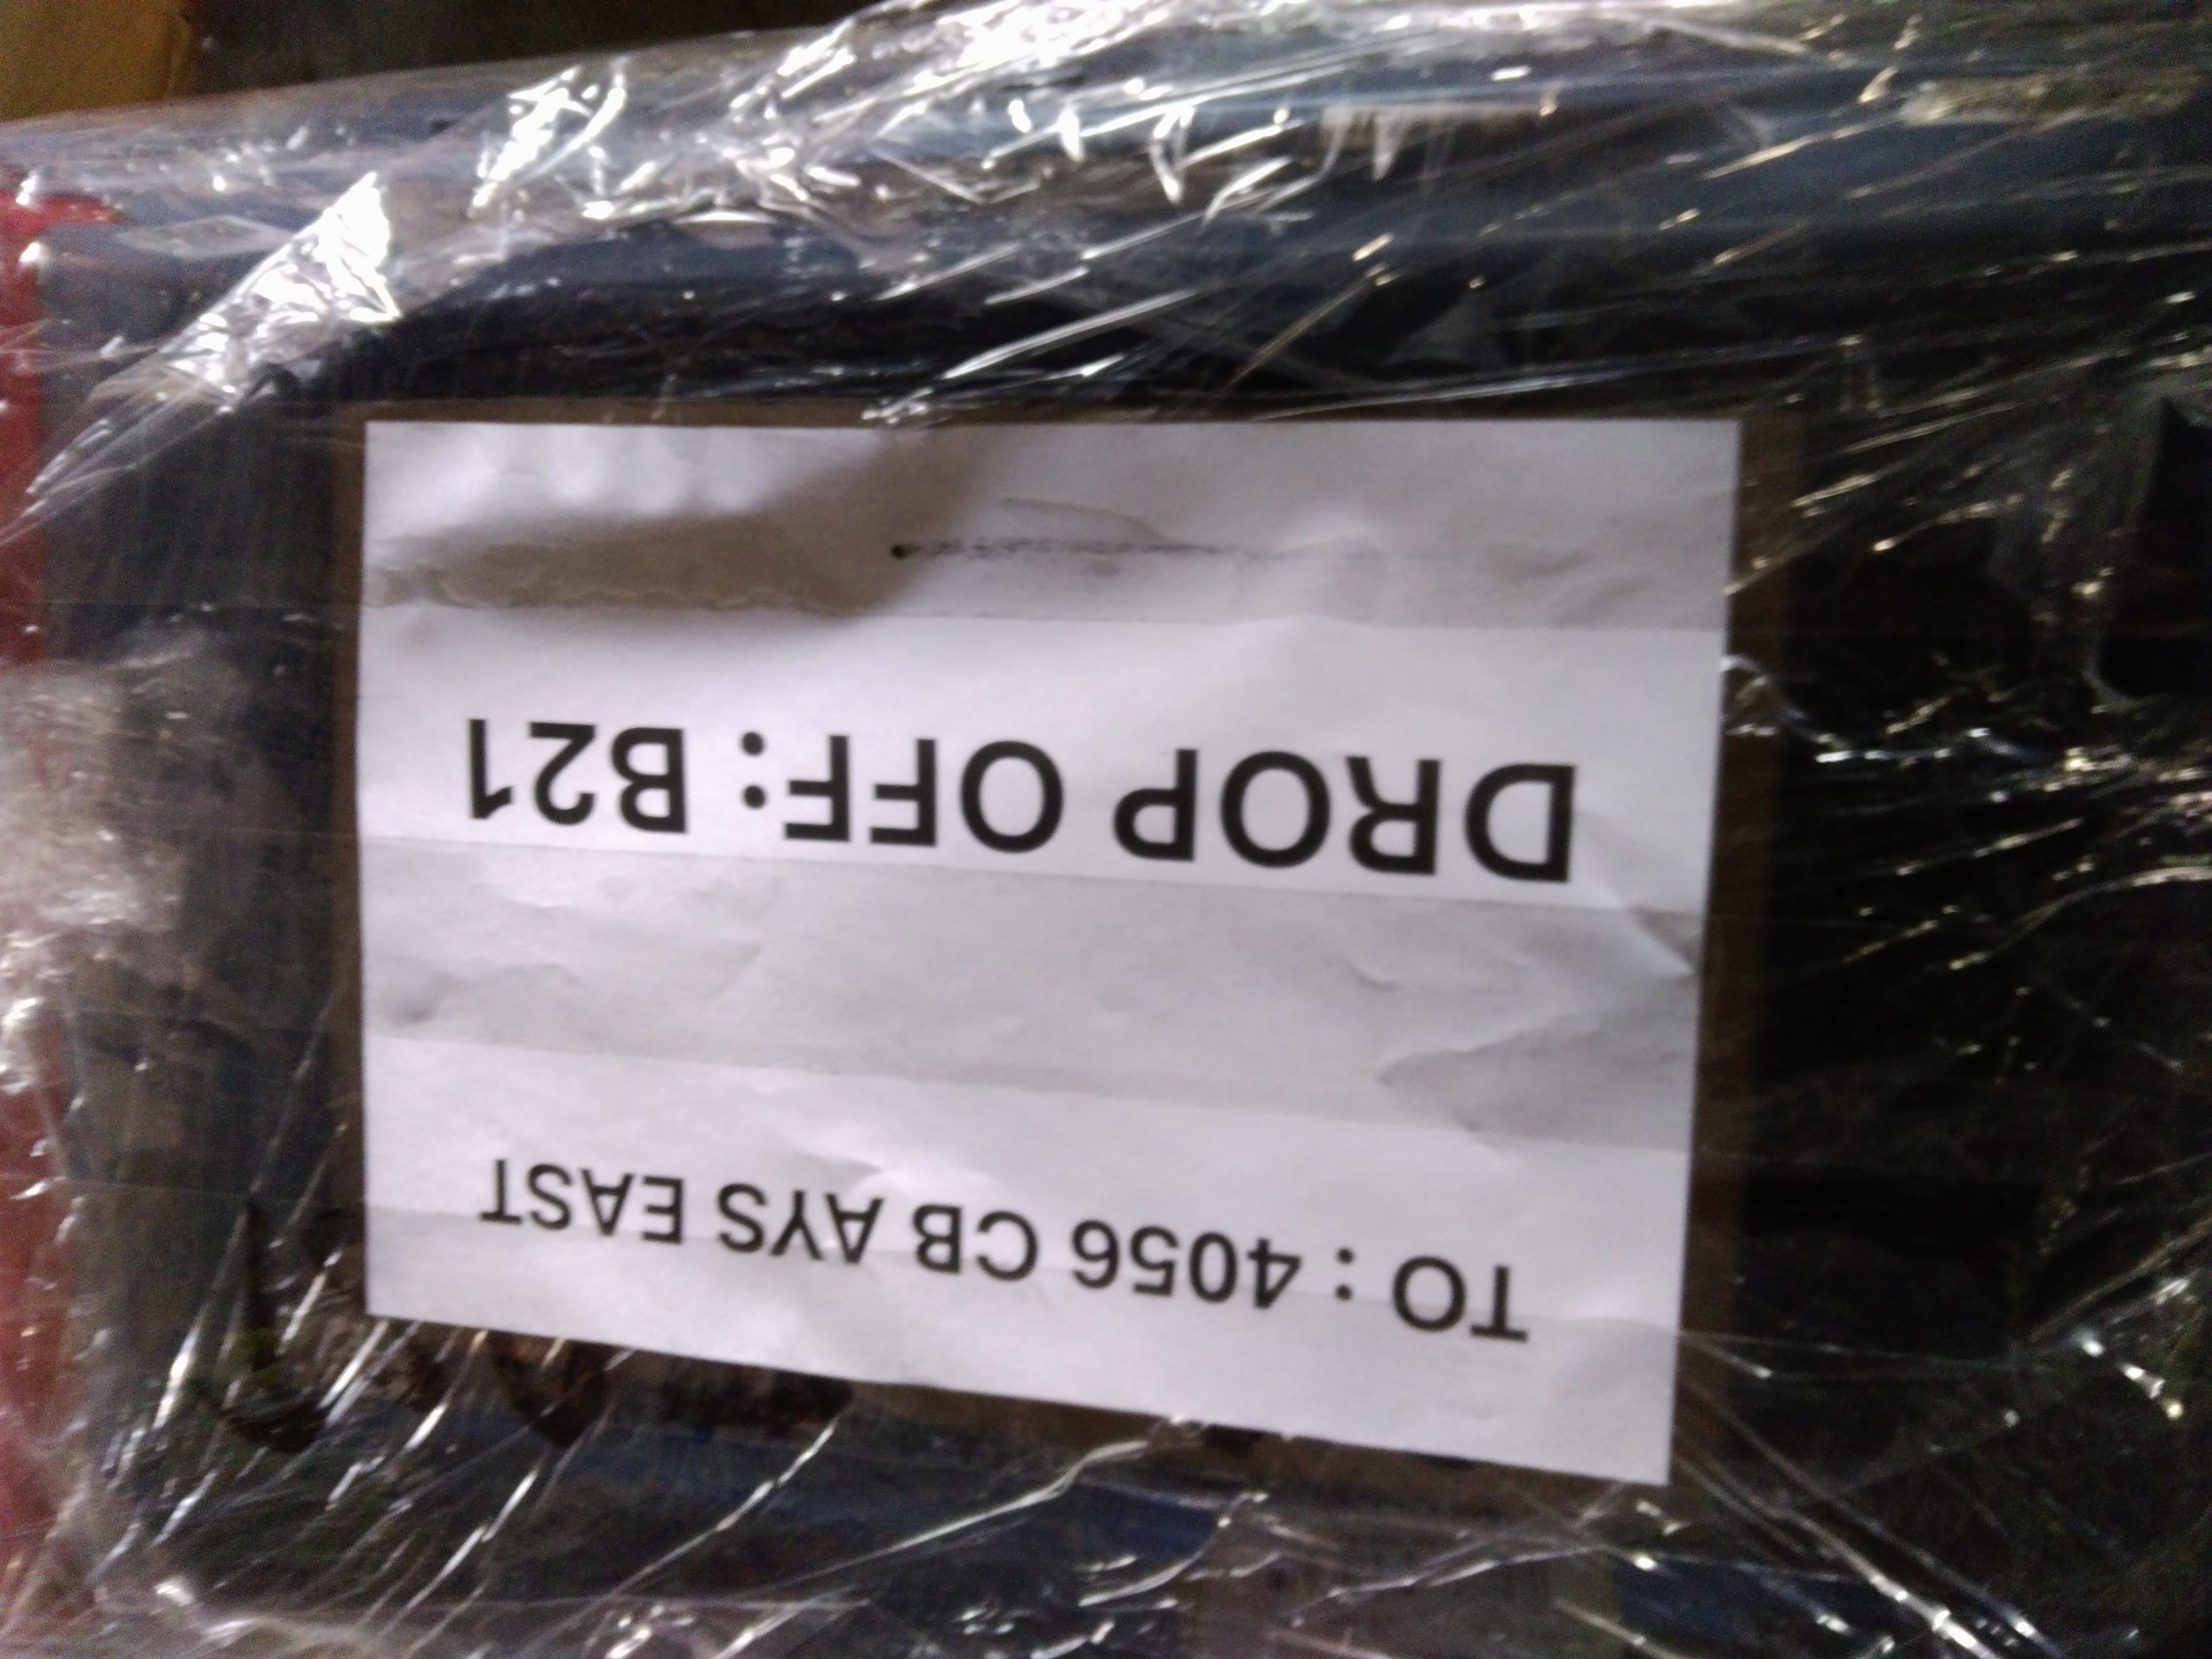 TO : 4056 CB AYS EAST
DROP OFF: B21